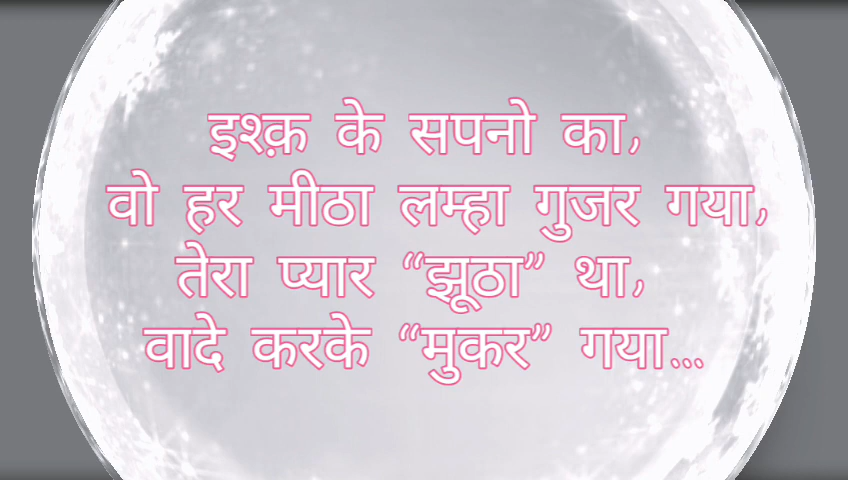 इश्क़ के सपनो का,
वो हर मीठा लम्हा गुजर गया,
तेरा प्यार “झूठा” था,
वादे करके “मुकर” गया...